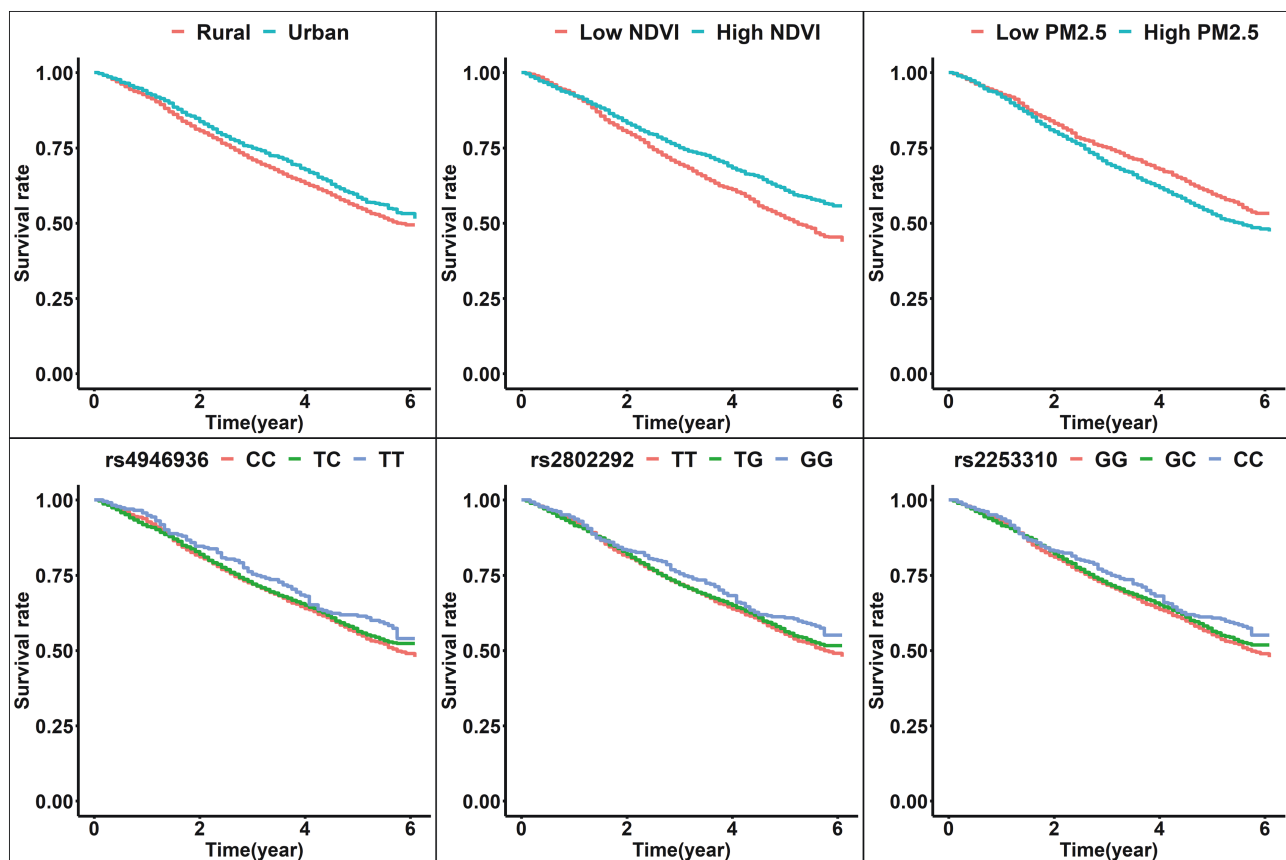 Rural Urban
1.00
0.75
0.50
0.25
0.00
Survival rate
0 2 4 6
Time(year)
Low NDVI High NDVI
1.00
0.75
0.50
0.25
0.00
Survival rate
0 2 4 6
Time(year)
Low PM2.5 High PM2.5
1.00
0.75
0.50
0.25
0.00
Survival rate
0 2 4 6
Time(year)
rs4946936 CC TC TT
1.00
0.75
0.50
0.25
0.00
Survival rate
0 2 4 6
Time(year)
rs2802292 TT TG GG
1.00
0.75
0.50
0.25
0.00
Survival rate
0 2 4 6
Time(year)
rs2253310 GG GC CC
1.00
0.75
0.50
0.25
0.00
Survival rate
0 2 4 6
Time(year)